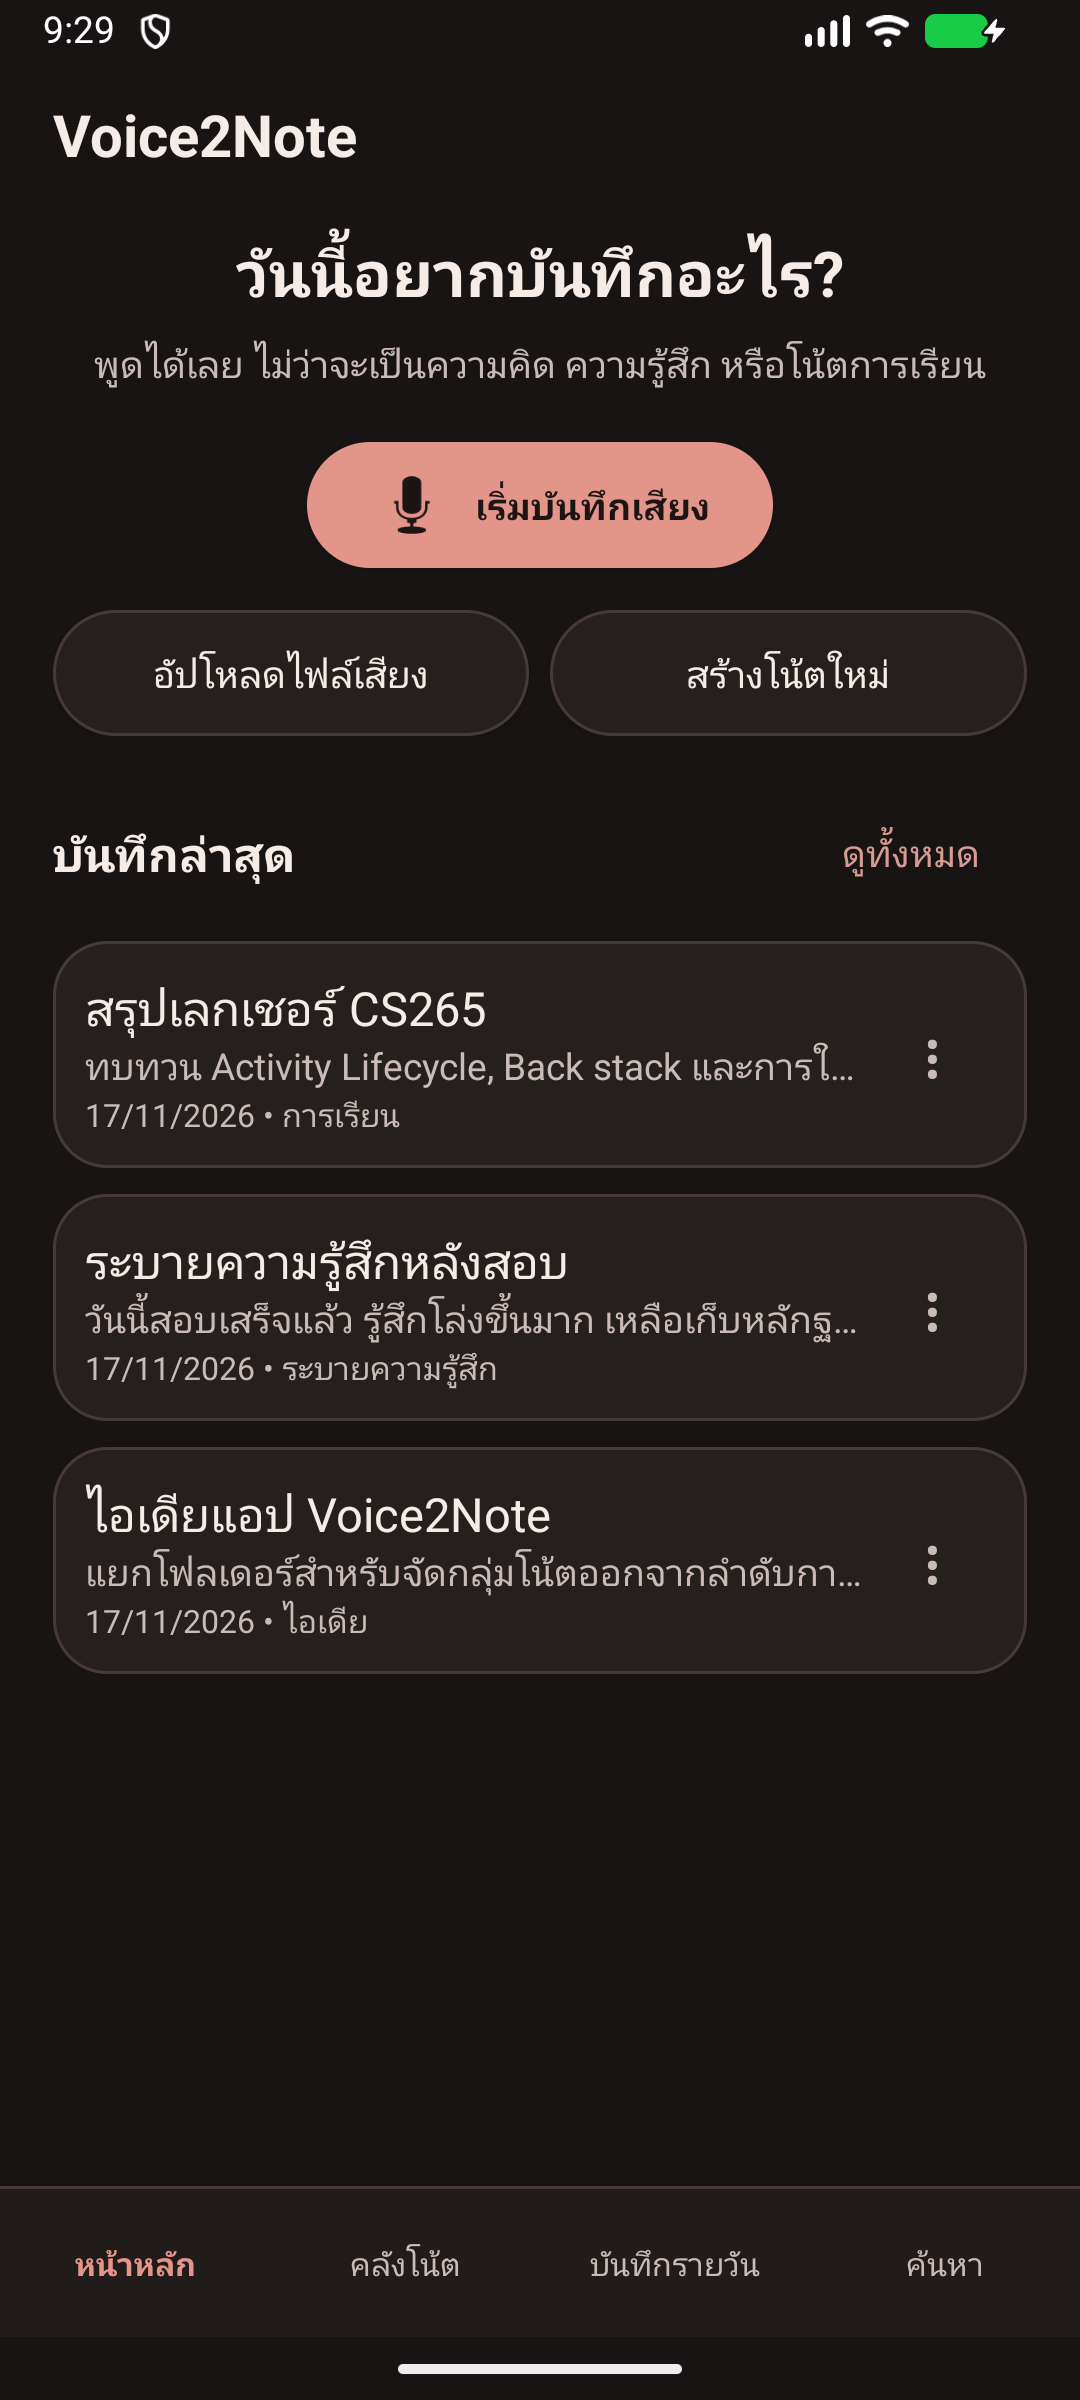 9:29
Voice2Note
วันนี้อยากบันทึกอะไร?
พูดได้เลย ไม่ว่าจะเป็นความคิด ความรู้สึก หรือโน้ตการเรียน
เริ่มบันทึกเสียง
อัปโหลดไฟล์เสียง
สร้างโน้ตใหม่
บันทึกล่าสุด
ดูทั้งหมด
สรุปเลกเชอร์ CS265
ทบทวน Activity Lifecycle, Back stack และการใ...
17/11/2026 • การเรียน
ระบายความรู้สึกหลังสอบ
วันนี้สอบเสร็จแล้ว รู้สึกโล่งขึ้นมาก เหลือเก็บหลักฐ...
17/11/2026 • ระบายความรู้สึก
ไอเดียแอป Voice2Note
แยกโฟลเดอร์สำหรับจัดกลุ่มโน้ตออกจากลำดับกา...
17/11/2026 • ไอเดีย
หน้าหลัก
คลังโน้ต
บันทึกรายวัน
ค้นหา